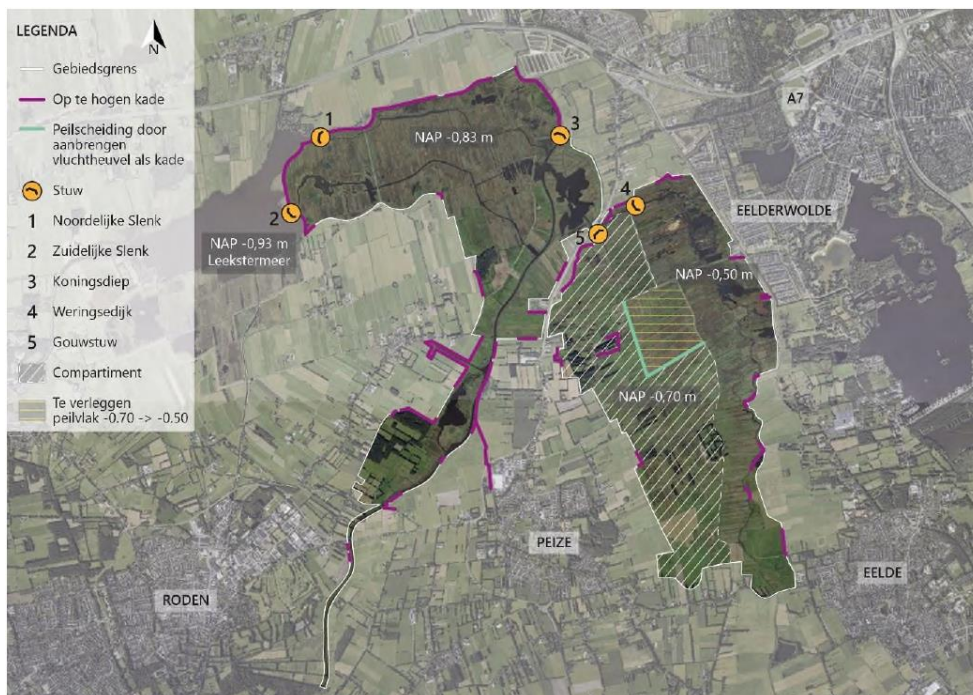 LEGENDA
N
Gebiedsgrens
Op te hogen kade
Peilscheiding door
aanbrengen
vluchtheuvel als kade
Stuw
1 Noordelijke Slenk
2 Zuidelijke Slenk
3 Koningsdiep
4 Weringsedijk
5 Gouwstuw
Compartiment
Te verleggen
peilvlak -0.70 -> -0.50
1
NAP -0,83 m
3
A7
2
NAP -0,93 m
Leekstermeer
4
5
EELDERWOLDE
NAP -0,50 m
NAP -0,70 m
PEIZE
EELDE
RODEN